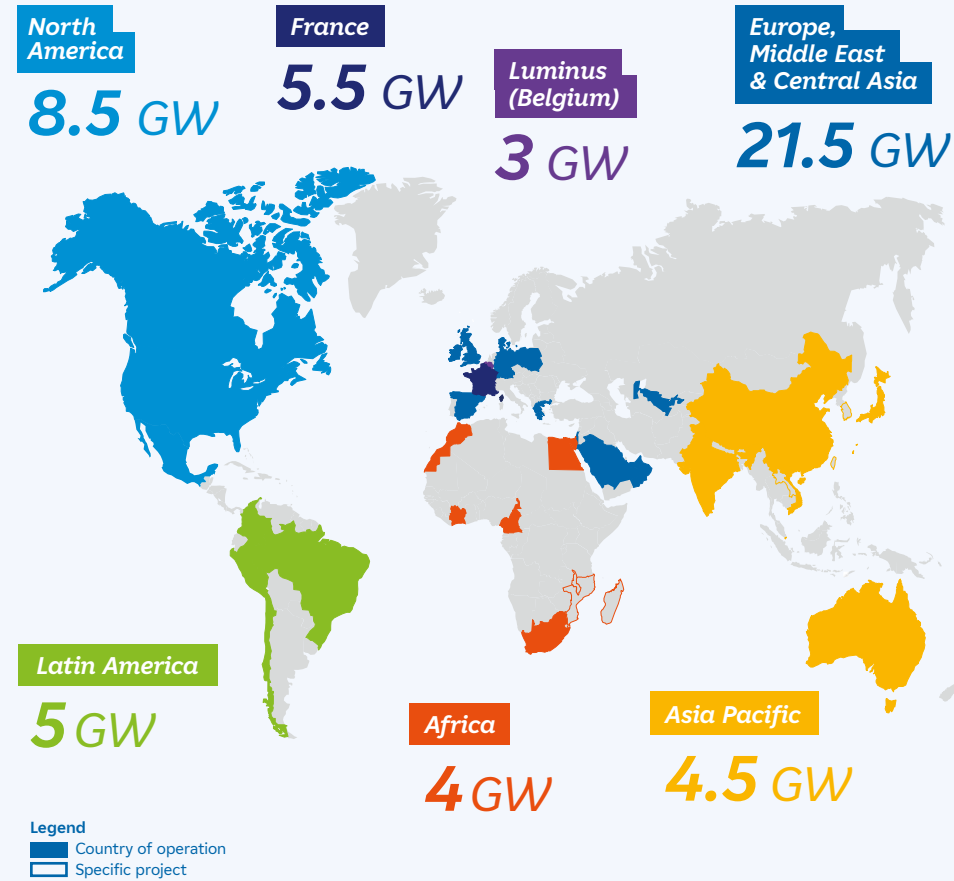 North
America
8.5 GW
France
5.5 GW
Luminus
(Belgium)
3 GW
Europe,
Middle East
& Central Asia
21.5 GW
Latin America
5 GW
Africa
4 GW
Asia Pacific
4.5 GW
Legend
Country of operation
Specific project